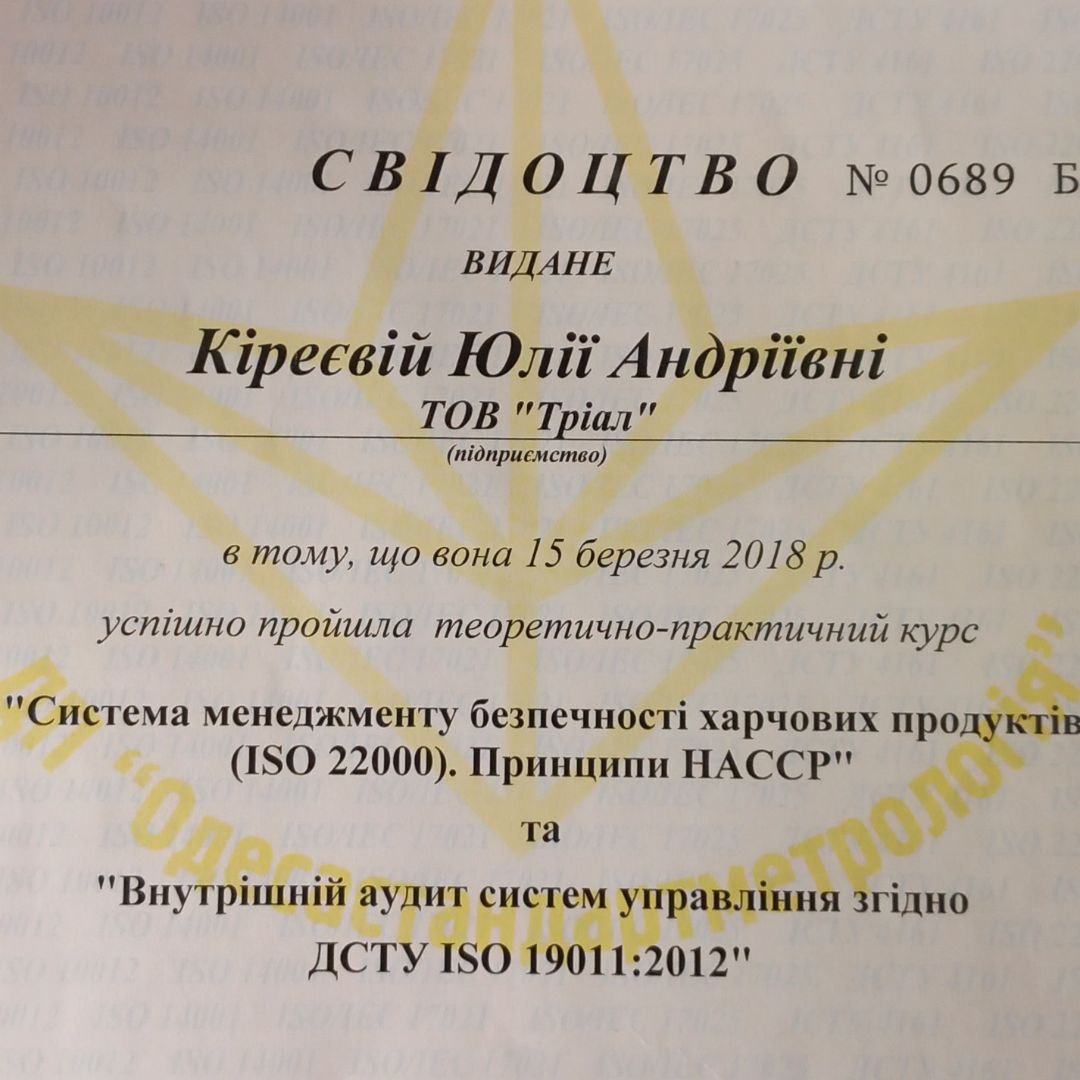 СВІДОЦТВО № 0689 Б
ВИДАНЕ
Кіреєвій Юлії Андріївні
ТОВ "Тріал"
(підприємство)
в тому, що вона 15 березня 2018 р.
успішно пройшла теоретично-практичний курс
"Система менеджменту безпечності харчових продуктів
(ISO 22000). Принципи НАССР"
та
"Внутрішній аудит систем управління згідно
ДСТУ ISO 19011:2012"
ДП “Одесастандартметрологія”